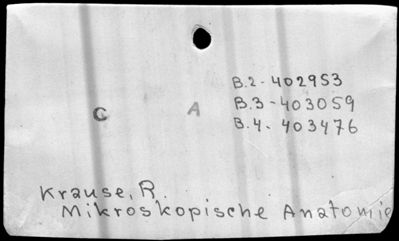 B.2-402953
B.3-403059
C A
B.4-403476
Krause, R.
Mikroskopische Anatomie